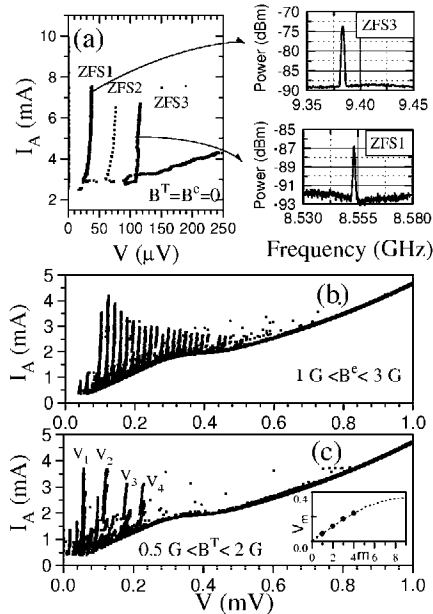 (a)
ZFS1
ZFS2
ZFS3
I_A (mA)
10
8
6
4
2
B^T=B^e=0
0 50 100 150 200 250
V (μV)
Power (dBm)
-70
-75
-80
-85
-90
ZFS3
9.35 9.40 9.45
Power (dBm)
-85
-87
-89
-91
-93
ZFS1
8.530 8.555 8.580
Frequency (GHz)
I_A (mA)
5
4
3
2
1
0
(b)
1 G <B^e< 3 G
0.0 0.2 0.4 0.6 0.8 1.0
I_A (mA)
5
4
3
2
1
0
V_1 V_2 V_3 V_4
(c)
0.5 G <B^T< 2 G
V_m
0.4
0.0
0 2 4 m 6 8
0.0 0.2 0.4 0.6 0.8 1.0
V (mV)